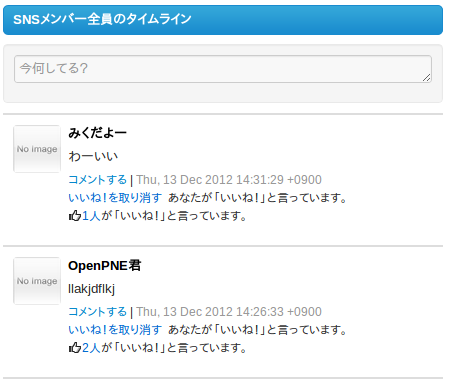 SNSメンバー全員のタイムライン
今何してる?
No image
みくだよー
わーいい
コメントする | Thu, 13 Dec 2012 14:31:29 +0900
いいね!を取り消す あなたが「いいね!」と言っています。
1人が「いいね!」と言っています。
No image
OpenPNE君
llakjdflkj
コメントする | Thu, 13 Dec 2012 14:26:33 +0900
いいね!を取り消す あなたが「いいね!」と言っています。
2人が「いいね!」と言っています。